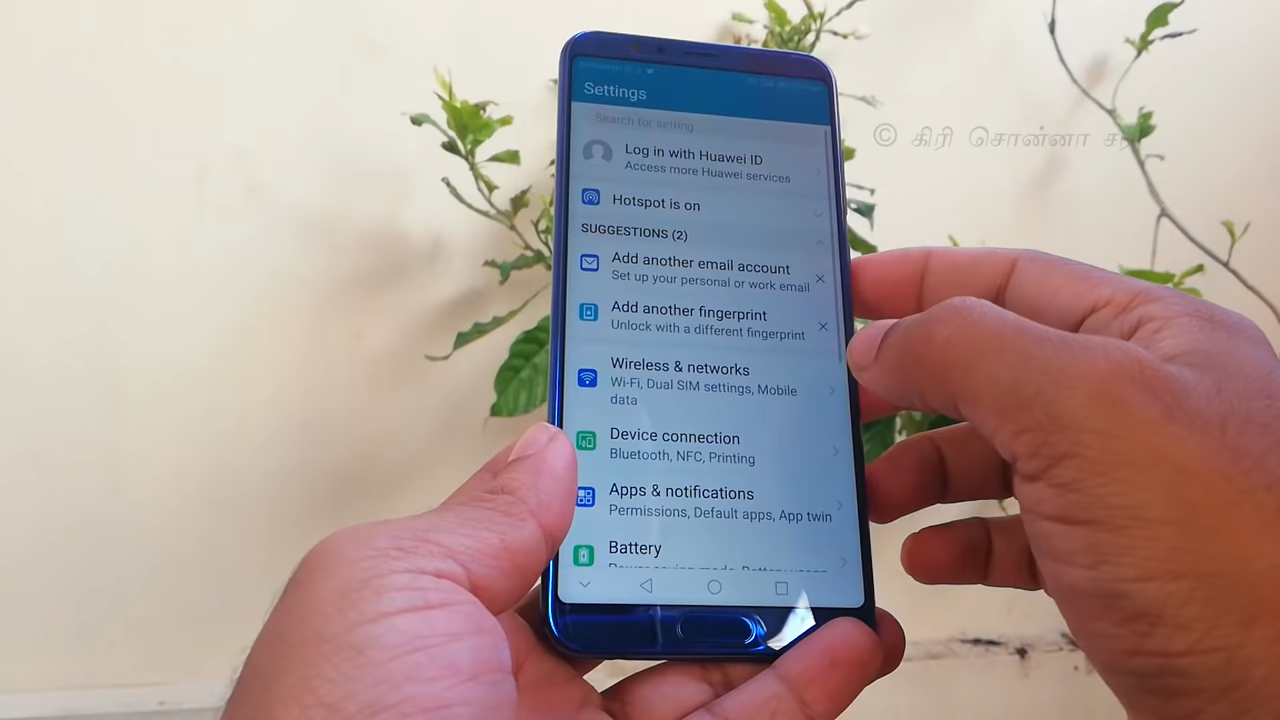 Settings
Search for setting
© கிரி சொன்னா
Log in with Huawei ID
Access more Huawei services
Hotspot is on
SUGGESTIONS (2)
Add another email account
Set up your personal or work email
Add another fingerprint
Unlock with a different fingerprint
Wireless & networks
Wi-Fi, Dual SIM settings, Mobile
data
Device connection
Bluetooth, NFC, Printing
Apps & notifications
Permissions, Default apps, App twin
Battery